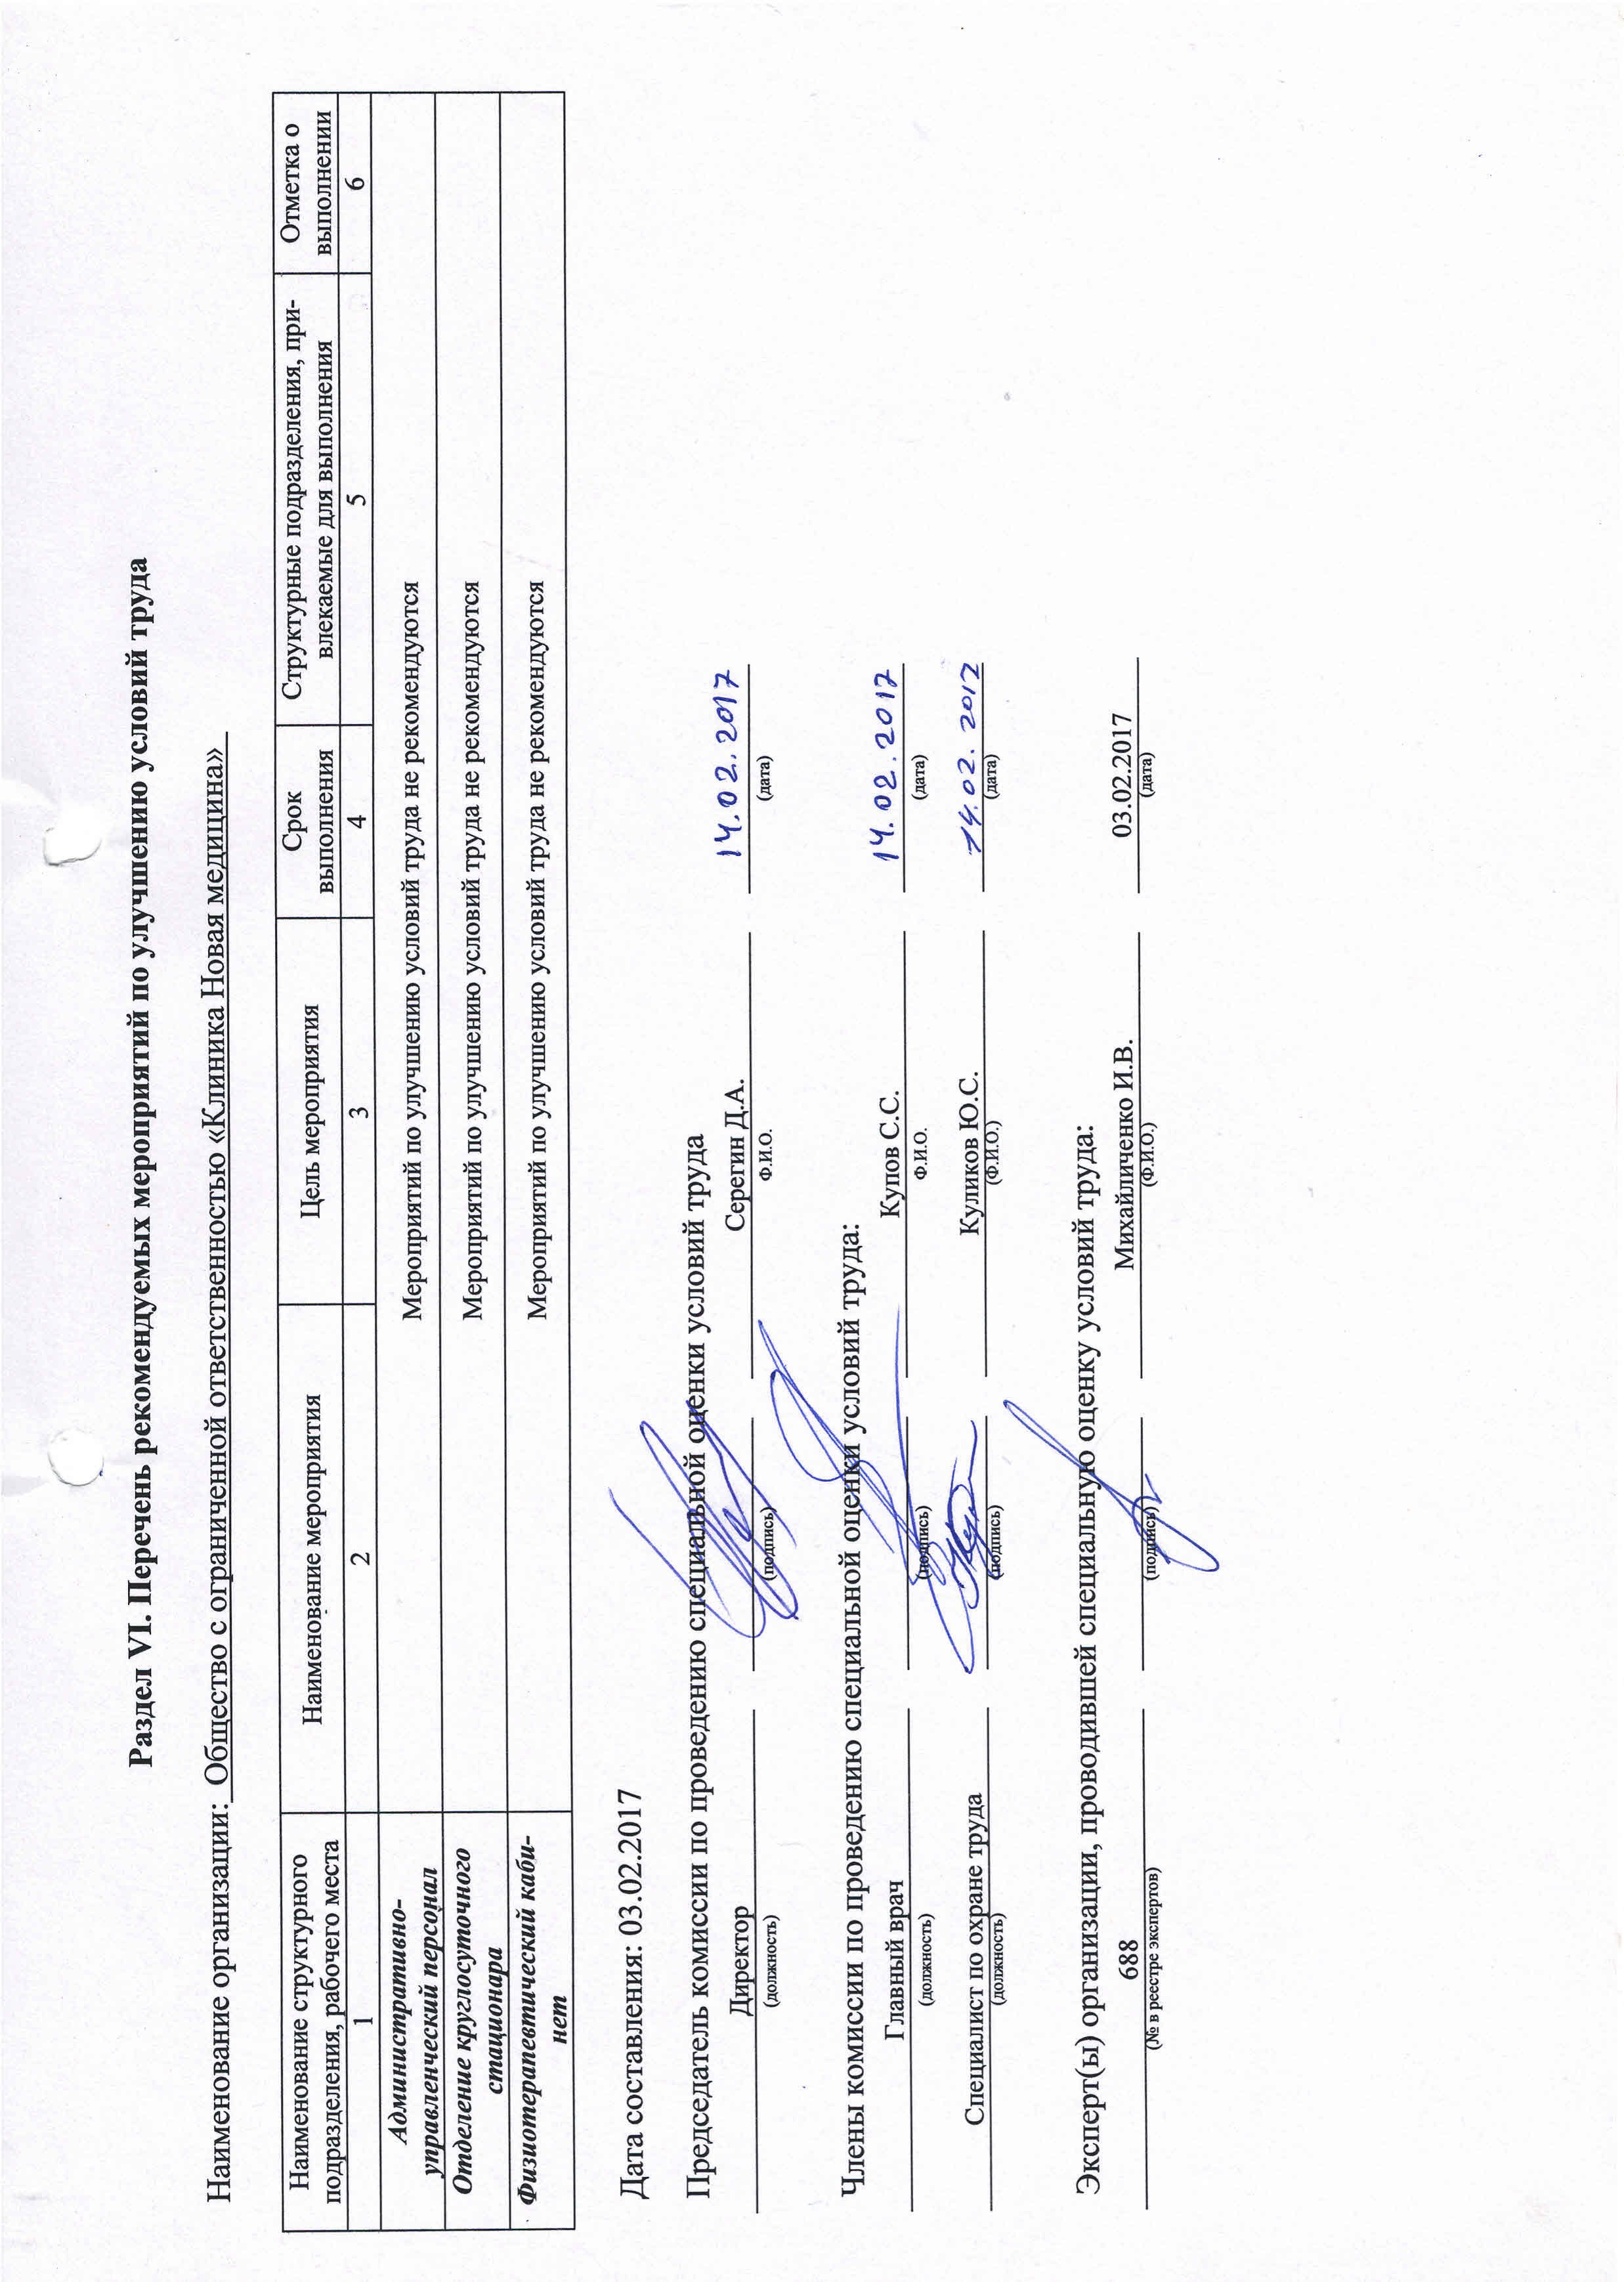 Раздел VI. Перечень рекомендуемых мероприятий по улучшению условий труда
Наименование организации: Общество с ограниченной ответственностью «Клиника Новая медицина»
Наименование структурного подразделения, рабочего места
Наименование мероприятия
Цель мероприятия
Срок выполнения
Структурные подразделения, при-
влекаемые для выполнения
Отметка о выполнении
1 2 3 4 5 6
Административно-
управленческий персонал
Мероприятий по улучшению условий труда не рекомендуются
Отделение круглосуточного
стационара
Мероприятий по улучшению условий труда не рекомендуются
Физиотерапевтический каби-
нет
Мероприятий по улучшению условий труда не рекомендуются
Дата составления: 03.02.2017
Председатель комиссии по проведению специальной оценки условий труда
Директор Серегин Д.А. 14.02.2017
(должность) (подпись) Ф.И.О. (дата)
Члены комиссии по проведению специальной оценки условий труда:
Главный врач Купов С.С. 14.02.2017
(должность) (подпись) Ф.И.О. (дата)
Специалист по охране труда Куликов Ю.С. 14.02.2017
(должность) (подпись) (Ф.И.О.) (дата)
Эксперт(ы) организации, проводившей специальную оценку условий труда:
688 Михайличенко И.В. 03.02.2017
(№ в реестре экспертов) (подпись) (Ф.И.О.) (дата)